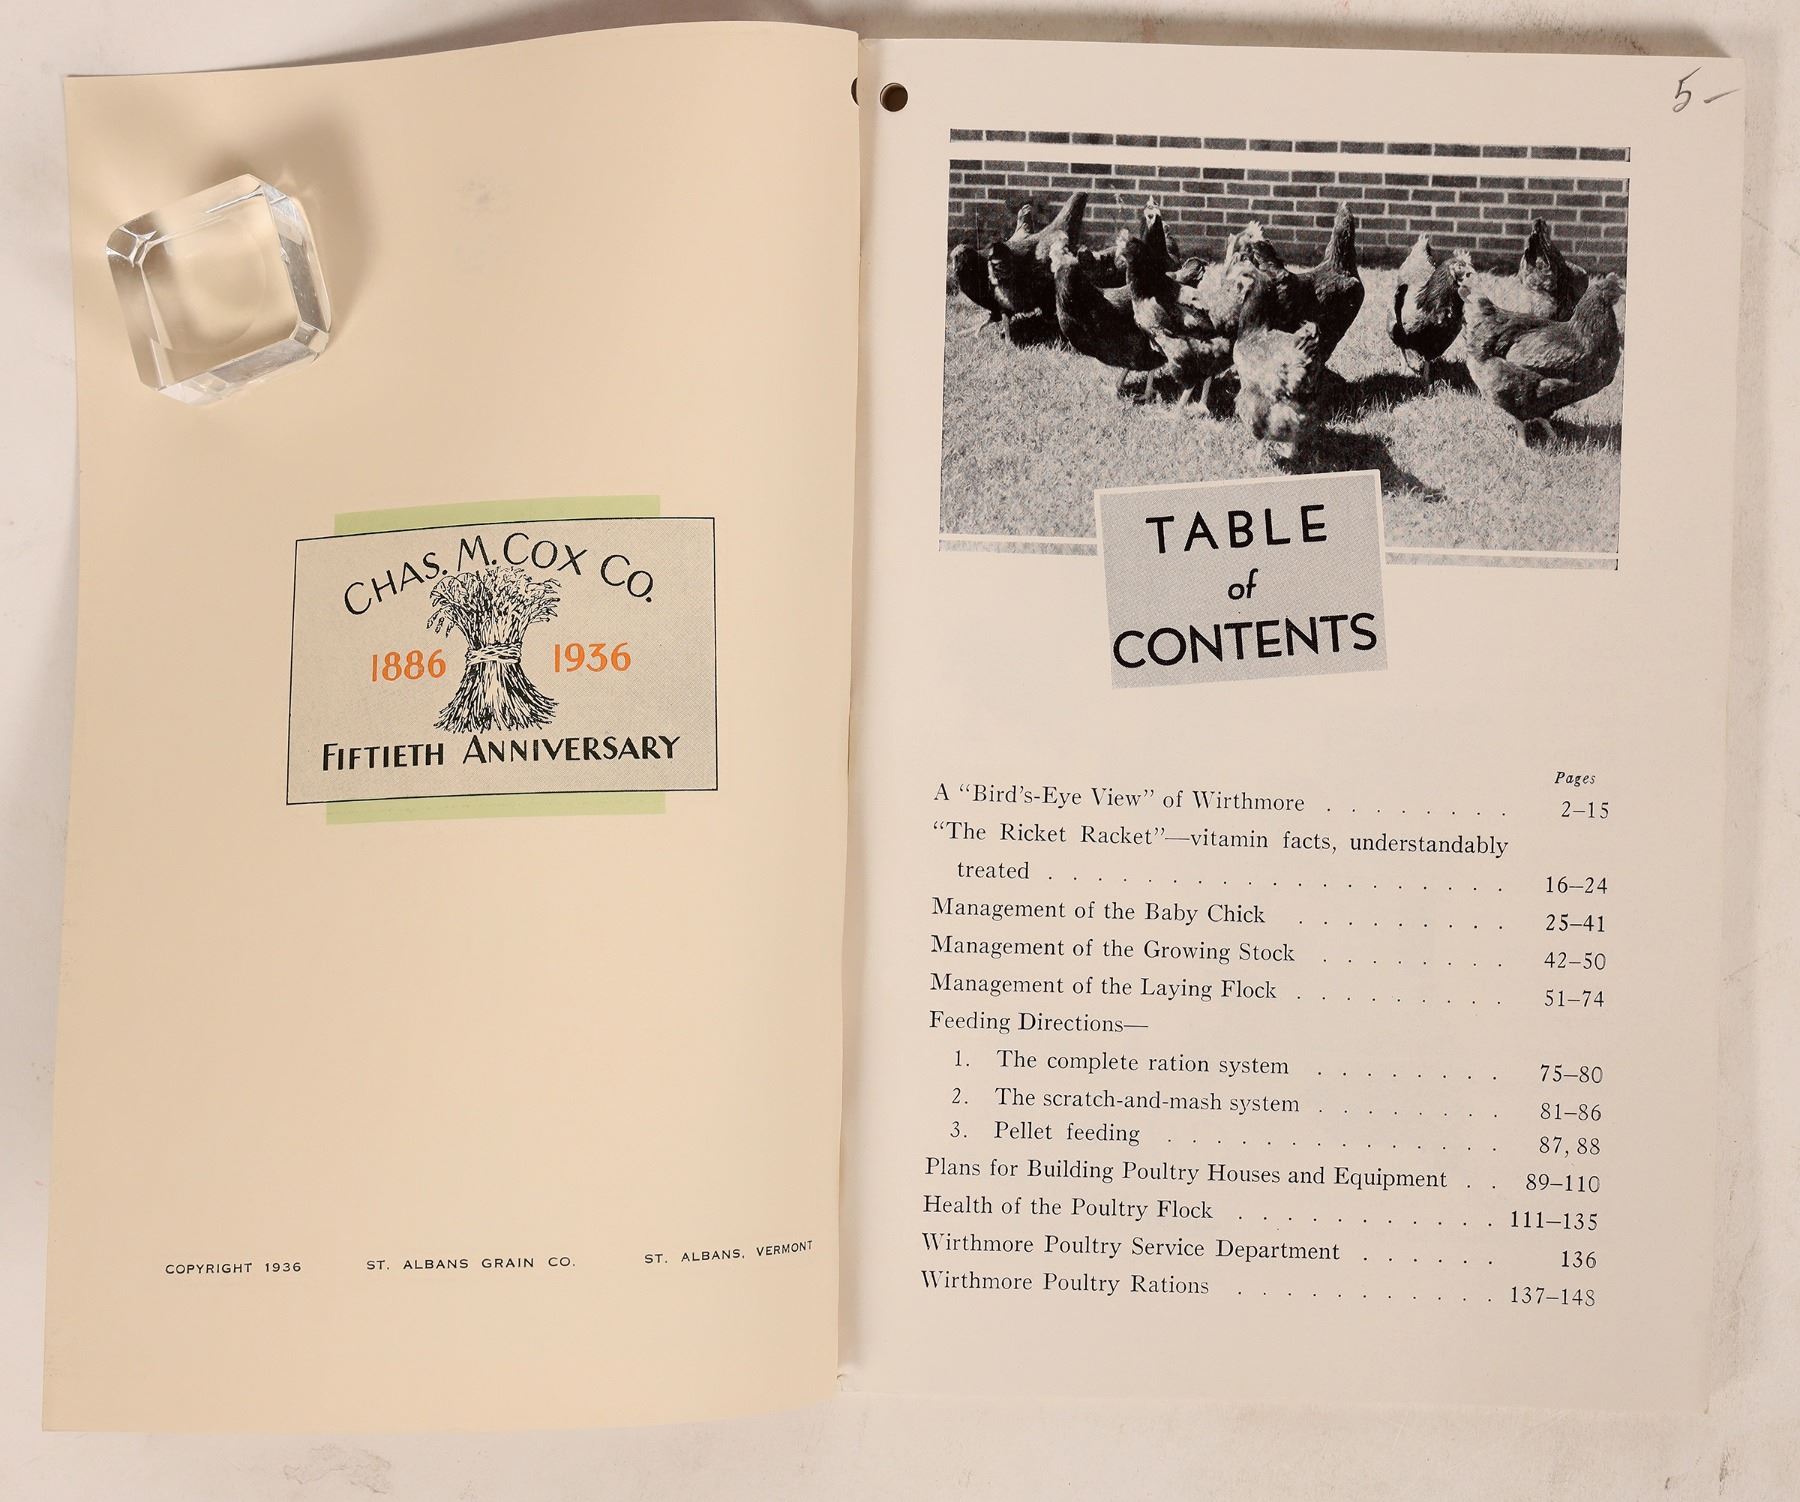 CHAS. M. COX CO.
1886 1936
FIFTIETH ANNIVERSARY
COPYRIGHT 1936 ST. ALBANS GRAIN CO. ST. ALBANS, VERMONT
5–
TABLE
of
CONTENTS
Pages
A “Bird’s-Eye View” of Wirthmore . . . . . . . . 2–15
“The Ricket Racket”—vitamin facts, understandably
treated . . . . . . . . . . . . . . . . . . . 16–24
Management of the Baby Chick . . . . . . . . . 25–41
Management of the Growing Stock . . . . . . . . 42–50
Management of the Laying Flock . . . . . . . . . 51–74
Feeding Directions—
1. The complete ration system . . . . . . . . 75–80
2. The scratch-and-mash system . . . . . . . . 81–86
3. Pellet feeding . . . . . . . . . . . . . . 87, 88
Plans for Building Poultry Houses and Equipment . . 89–110
Health of the Poultry Flock . . . . . . . . . . . 111–135
Wirthmore Poultry Service Department . . . . . . 136
Wirthmore Poultry Rations . . . . . . . . . . . 137–148